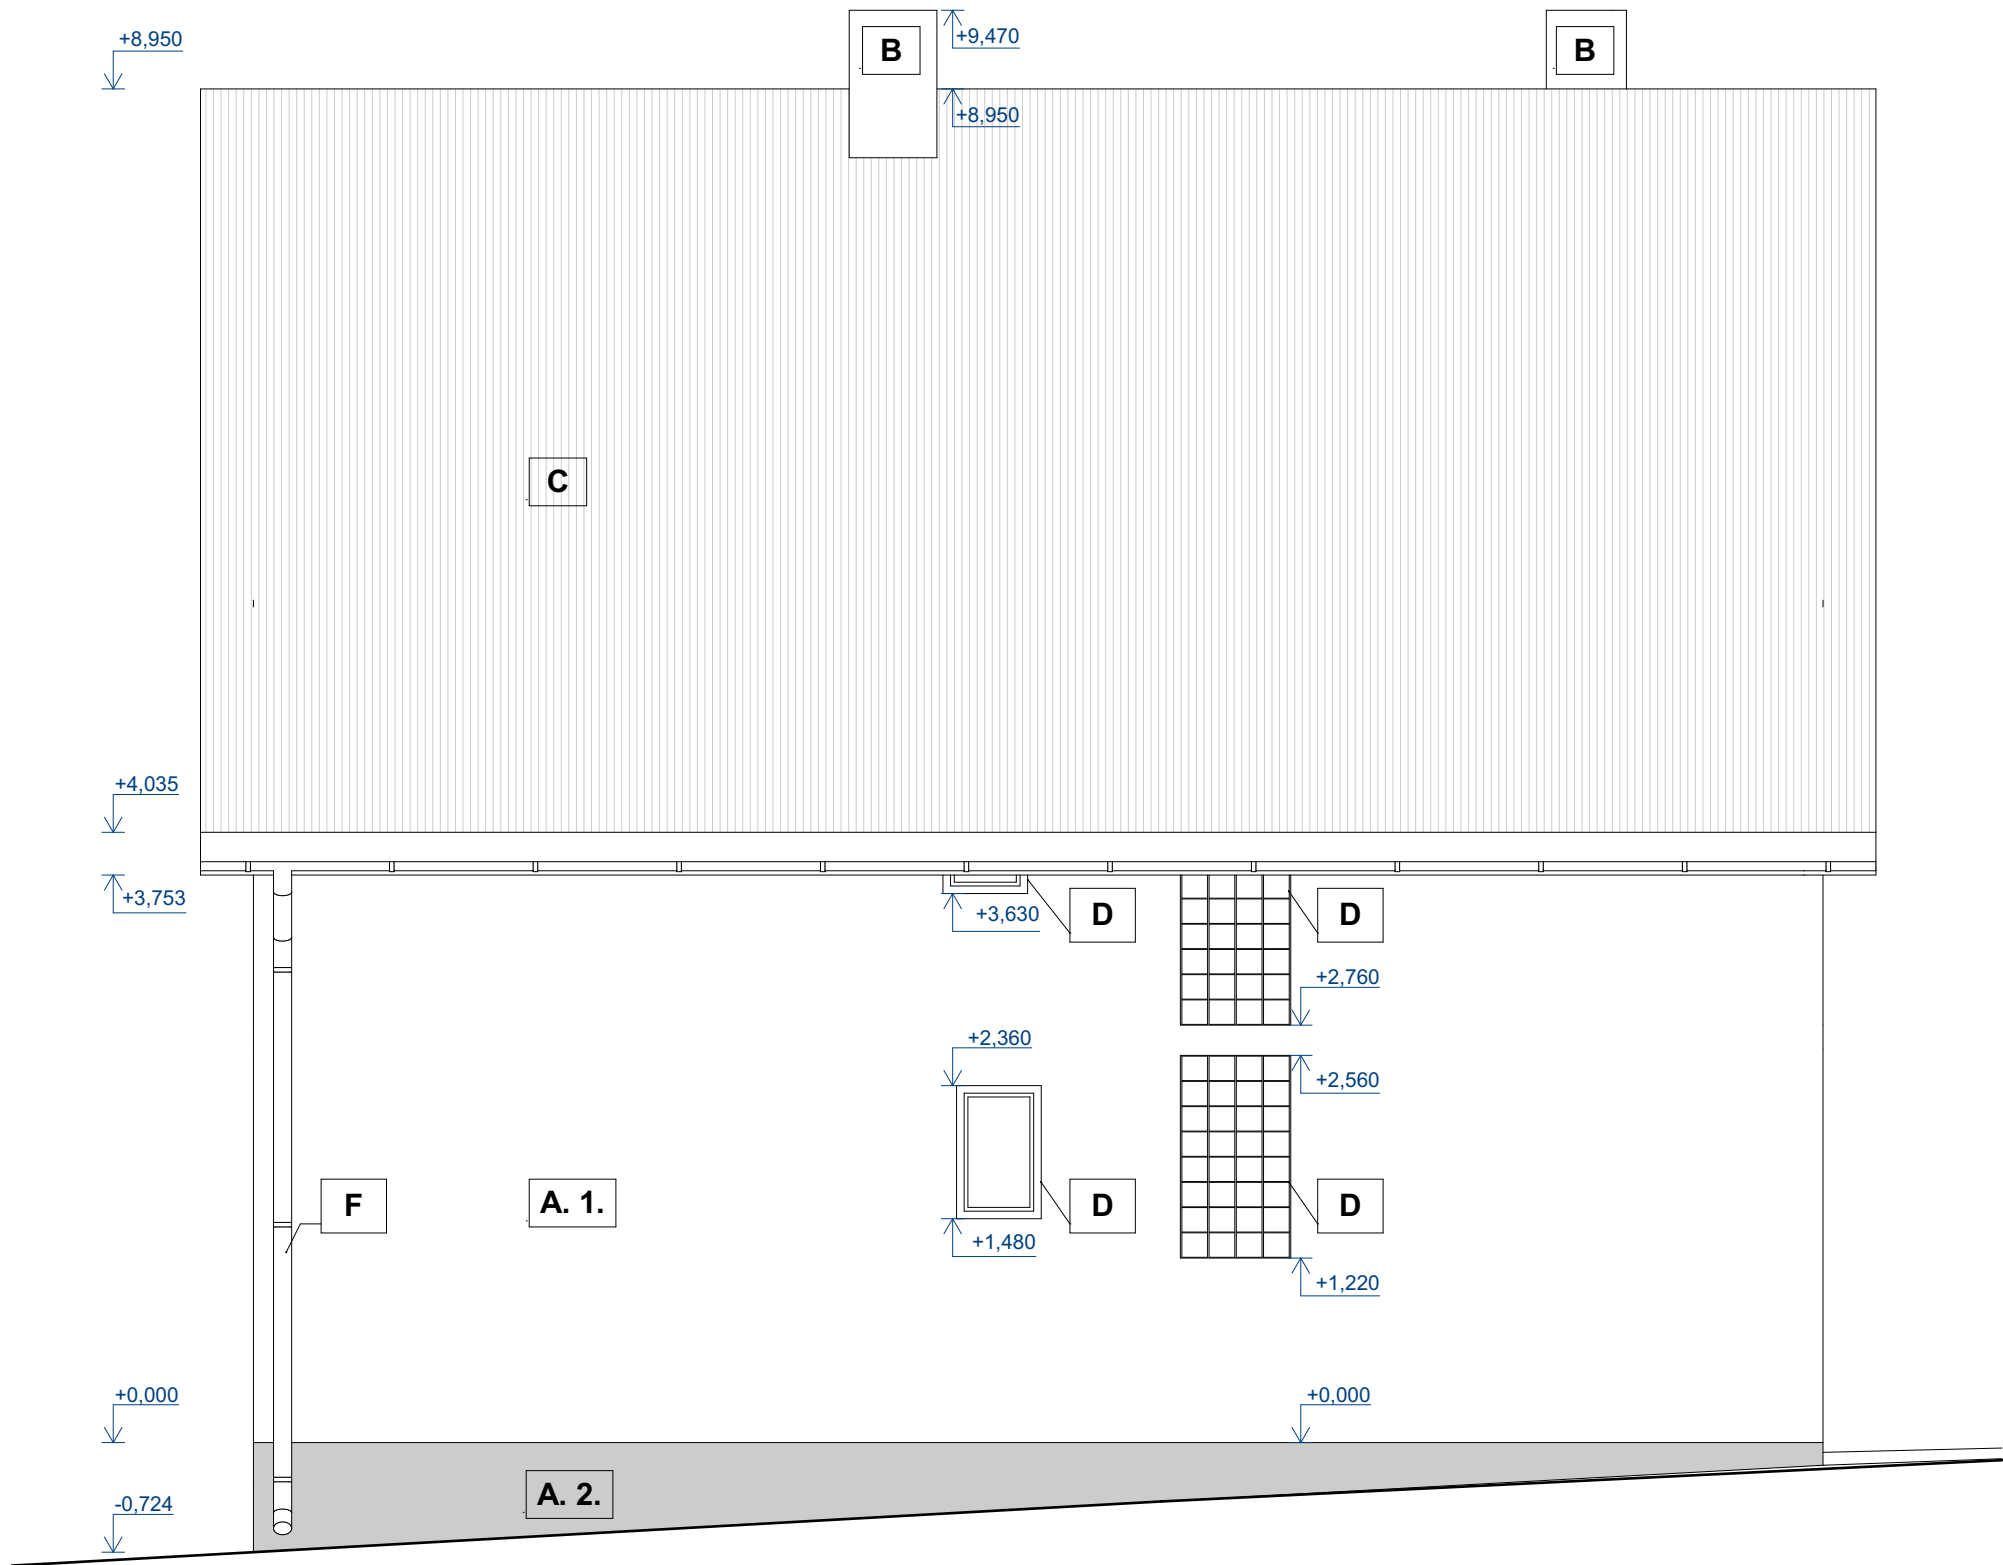 +8,950
B
+9,470
B
+8,950
C
+4,035
+3,753
+3,630
D
D
+2,760
+2,360
+2,560
F
A. 1.
D
D
+1,480
+1,220
+0,000
+0,000
A. 2.
-0,724